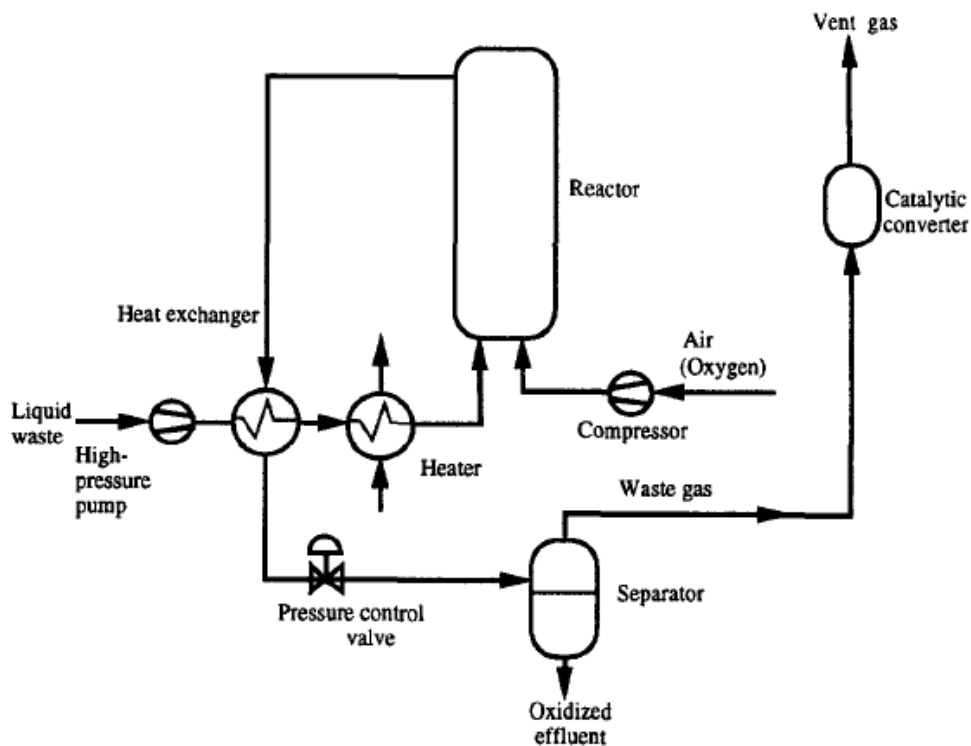 Vent gas
Reactor
Catalytic
converter
Heat exchanger
Air
(Oxygen)
Liquid
waste
Compressor
High-
pressure
pump
Heater
Waste gas
Pressure control
valve
Separator
Oxidized
effluent